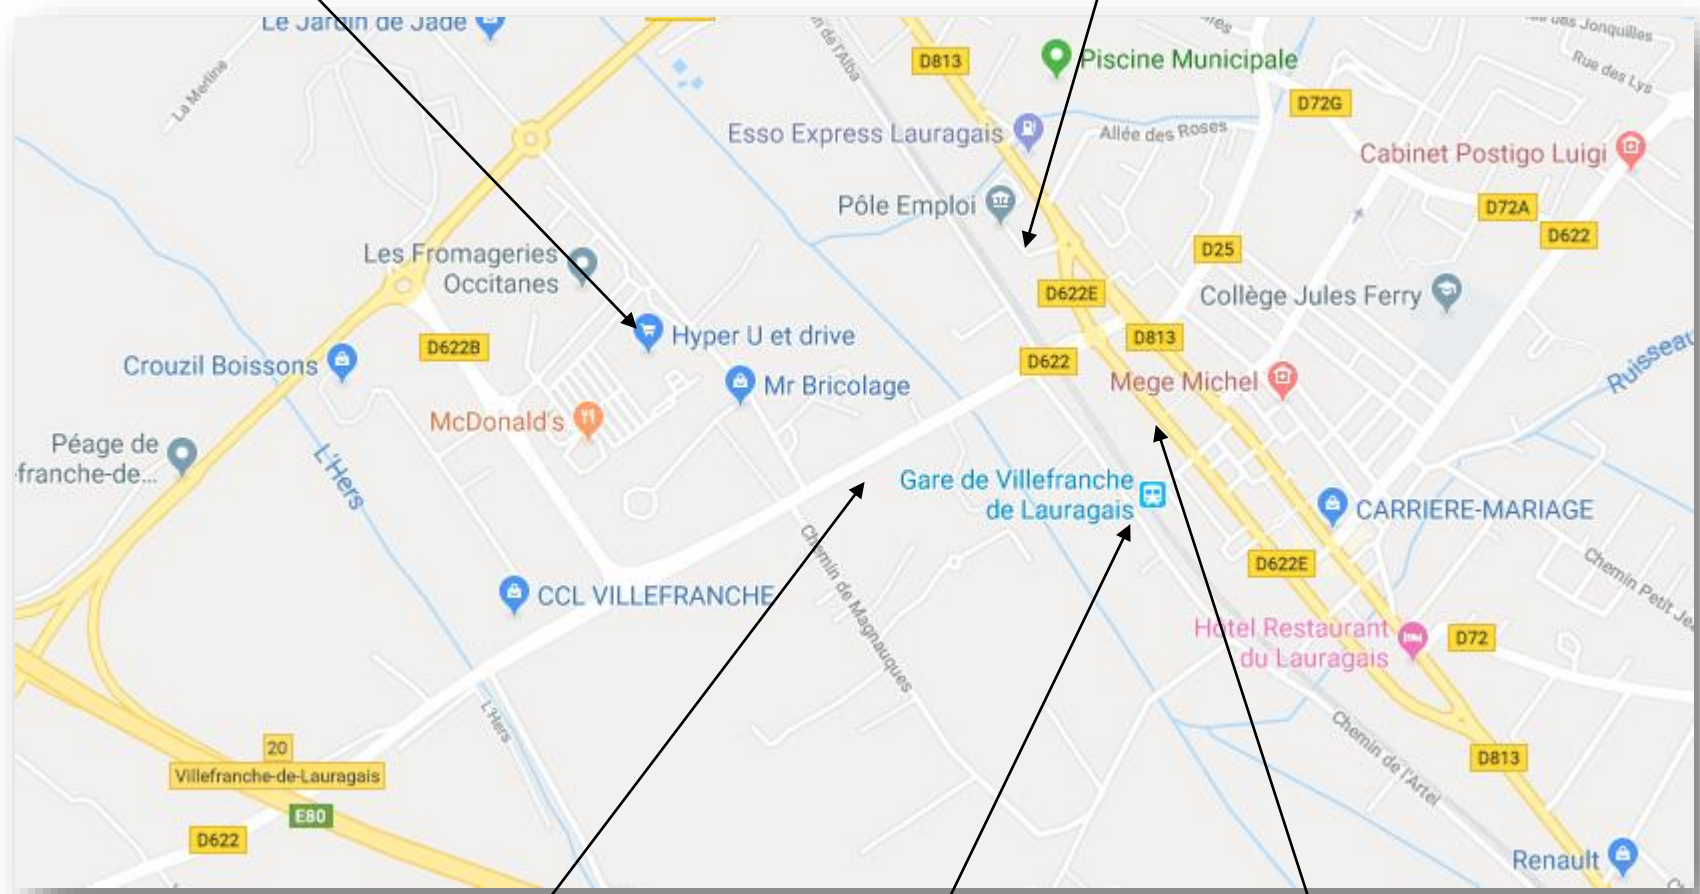 Le Jardin de Jade
n de l'Alba
D813
Piscine Municipale
des Jonquilles
Rue des Lys
La Merline
D72G
Esso Express Lauragais
Allée des Roses
Cabinet Postigo Luigi
Pôle Emploi
D72A
D622
D25
Les Fromageries
Occitanes
D622E
Collège Jules Ferry
Hyper U et drive
D813
D622B
D622
Crouzil Boissons
Mr Bricolage
Mege Michel
Ruisseau
McDonald's
Péage de
franche-de...
L'Hers
Gare de Villefranche
de Lauragais
CARRIERE-MARIAGE
D622E
Chemin de Magnauques
CCL VILLEFRANCHE
Chemin Petit Je
Hôtel Restaurant
du Lauragais
D72
L'Hers
20
Villefranche-de-Lauragais
Chemin de l'Artel
D813
E80
D622
Renault